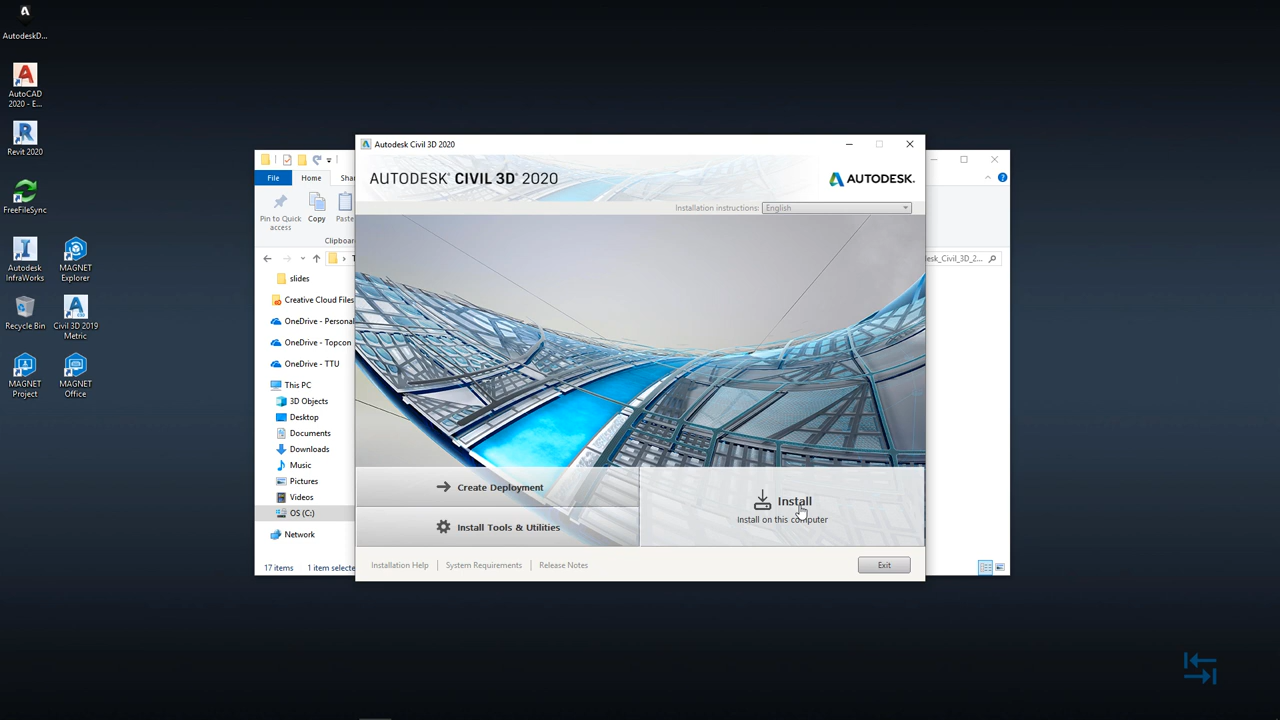 AutodeskD...
AutoCAD
2020 - E...
Revit 2020
FreeFileSync
Autodesk
InfraWorks
MAGNET
Explorer
Recycle Bin
Civil 3D 2019
Metric
MAGNET
Project
MAGNET
Office
File
Home
Shar
Pin to Quick
access
Copy
Paste
Clipboa
slides
Creative Cloud Files
OneDrive - Personal
OneDrive - Topcon
OneDrive - TTU
This PC
3D Objects
Desktop
Documents
Downloads
Music
Pictures
Videos
OS (C:)
Network
17 items
1 item selecte
esk_Civil_3D_2...
Autodesk Civil 3D 2020
AUTODESK® CIVIL 3D® 2020
AUTODESK.
Installation instructions:
English
Create Deployment
Install Tools & Utilities
Install
Install on this computer
Installation Help
System Requirements
Release Notes
Exit